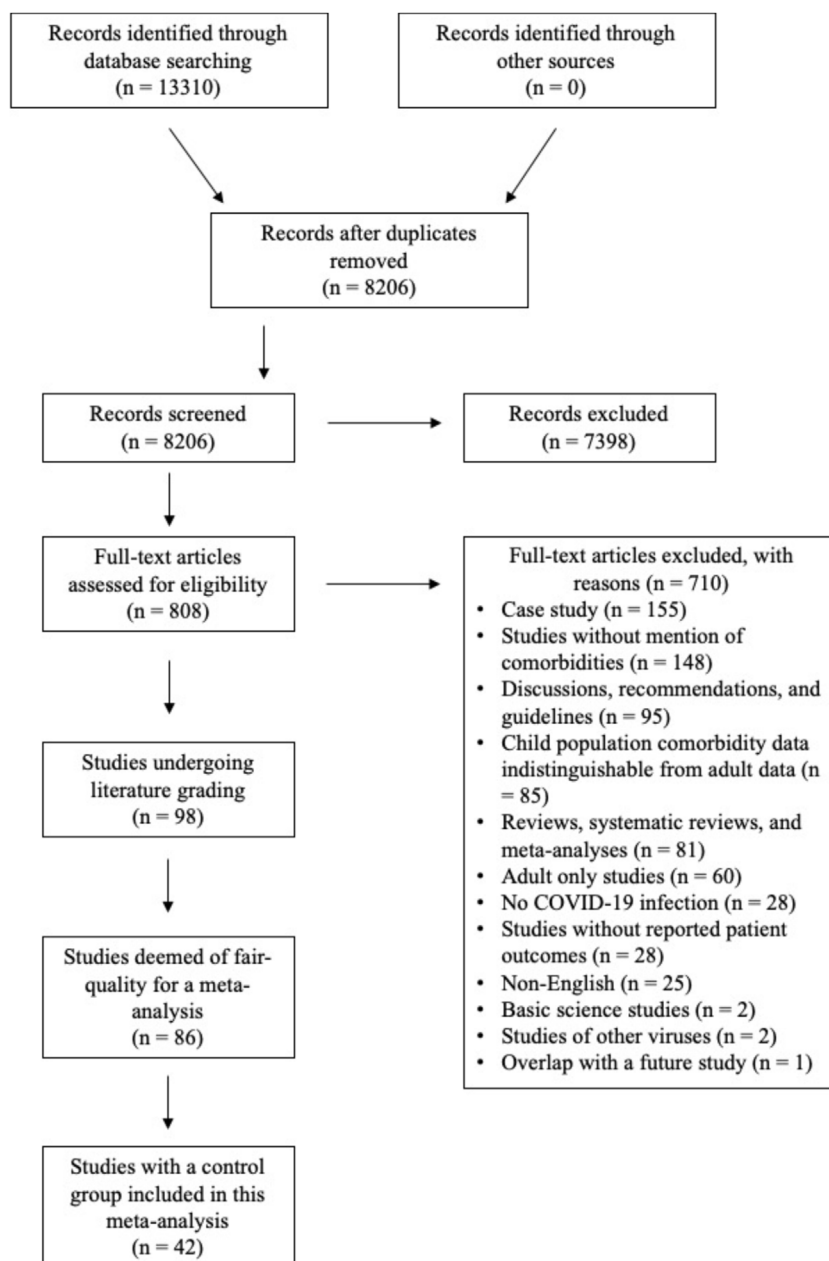 Records identified through
database searching
(n = 13310)
Records identified through
other sources
(n = 0)
Records after duplicates
removed
(n = 8206)
Records screened
(n = 8206)
Records excluded
(n = 7398)
Full-text articles
assessed for eligibility
(n = 808)
Full-text articles excluded, with
reasons (n = 710)
• Case study (n = 155)
• Studies without mention of
comorbidities (n = 148)
• Discussions, recommendations, and
guidelines (n = 95)
• Child population comorbidity data
indistinguishable from adult data (n
= 85)
• Reviews, systematic reviews, and
meta-analyses (n = 81)
• Adult only studies (n = 60)
• No COVID-19 infection (n = 28)
• Studies without reported patient
outcomes (n = 28)
• Non-English (n = 25)
• Basic science studies (n = 2)
• Studies of other viruses (n = 2)
• Overlap with a future study (n = 1)
Studies undergoing
literature grading
(n = 98)
Studies deemed of fair-
quality for a meta-
analysis
(n = 86)
Studies with a control
group included in this
meta-analysis
(n = 42)